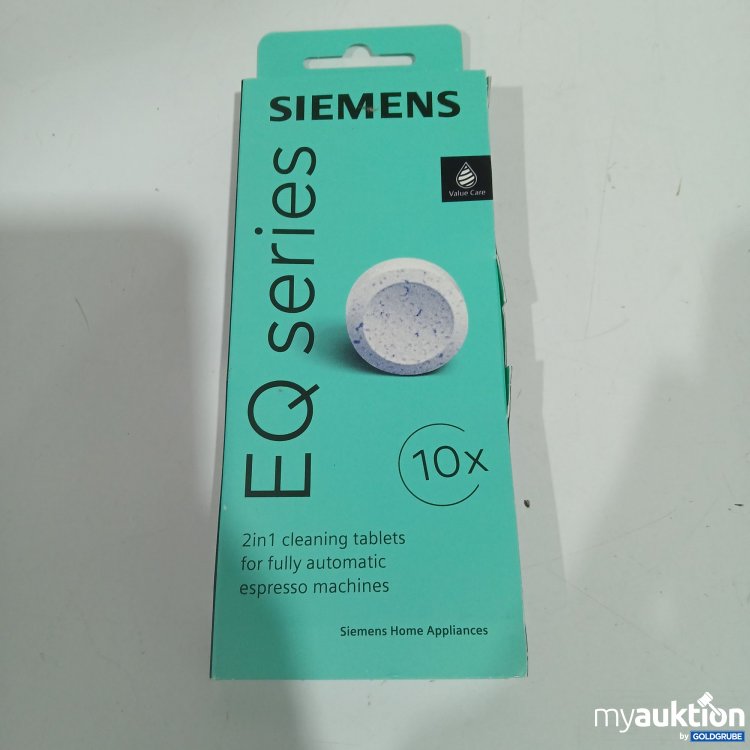 SIEMENS
Value Care
EQ series
10x
2in1 cleaning tablets
for fully automatic
espresso machines
Siemens Home Appliances
myauktion
by GOLDGRUBE